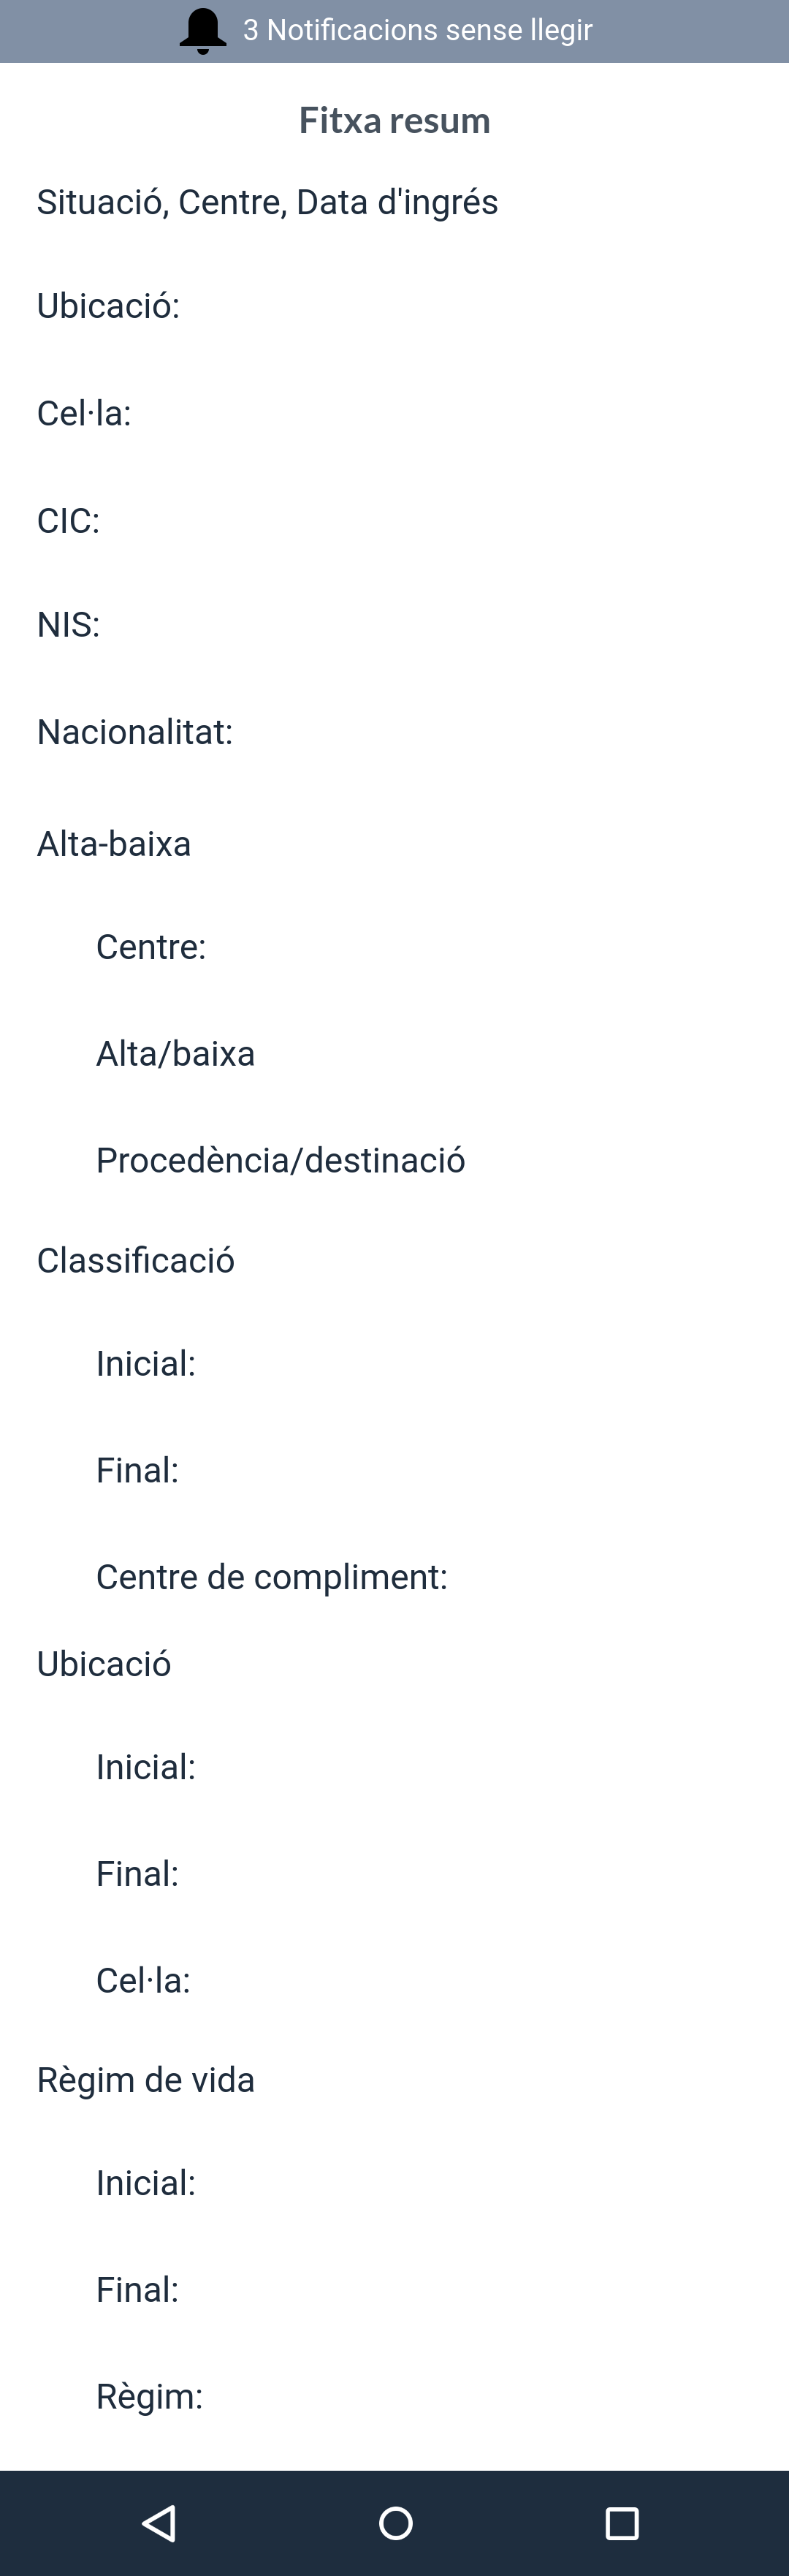 3 Notificacions sense llegir
Fitxa resum
Situació, Centre, Data d'ingrés
Ubicació:
Cel·la:
CIC:
NIS:
Nacionalitat:
Alta-baixa
Centre:
Alta/baixa
Procedència/destinació
Classificació
Inicial:
Final:
Centre de compliment:
Ubicació
Inicial:
Final:
Cel·la:
Règim de vida
Inicial:
Final:
Règim: